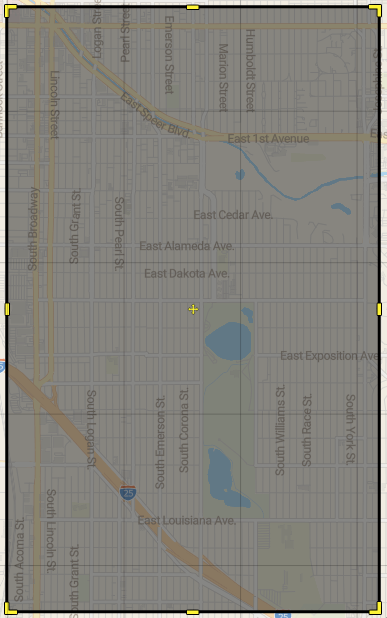 Logan Stre
Pearl Street
Emerson Street
Marion Street
Humboldt Street
Lincoln Street
East Speer Blvd.
East 1st Avenue
Eas
South Broadway
South Grant St.
South Pearl St.
East Cedar Ave.
East Alameda Ave.
East Dakota Ave.
East Exposition Ave
South Logan St.
South Emerson St.
South Corona St.
South Williams St.
South Race St.
South York St.
25
East Louisiana Ave.
South Acoma St.
South Lincoln St.
South Grant St.
25